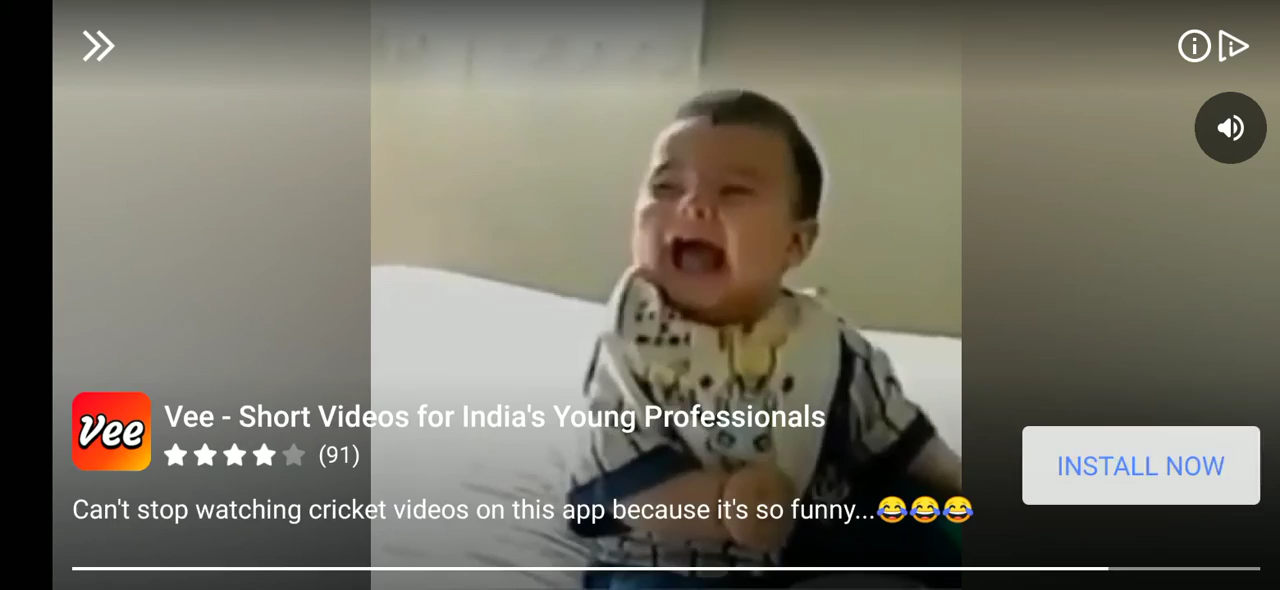 Vee
Vee - Short Videos for India's Young Professionals
(91)
INSTALL NOW
Can't stop watching cricket videos on this app because it's so funny...😂😂😂